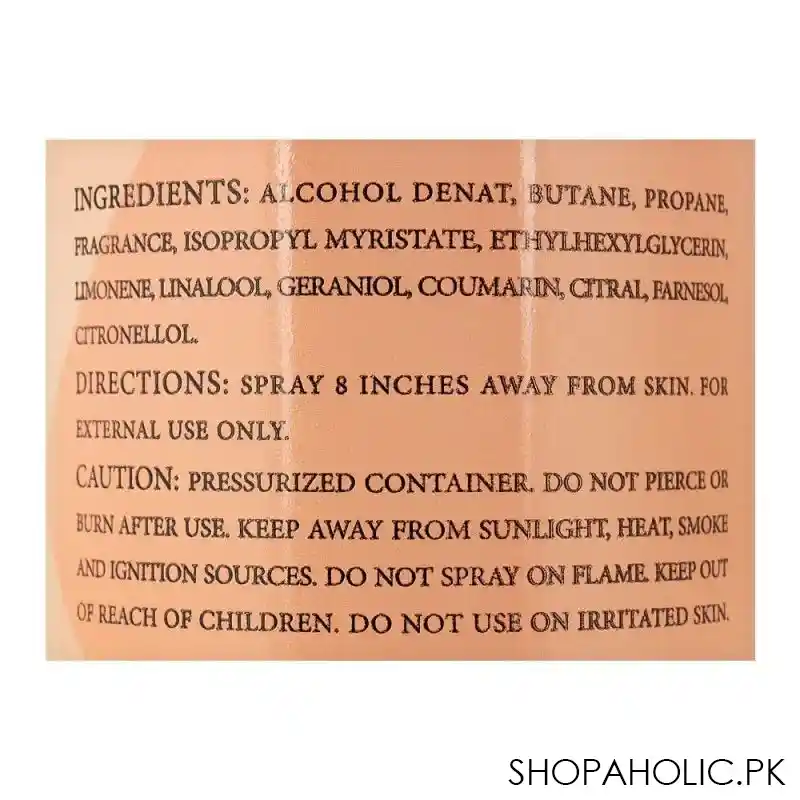 INGREDIENTS: ALCOHOL DENAT, BUTANE, PROPANE,
FRAGRANCE, ISOPROPYL MYRISTATE, ETHYLHEXYLGLYCERIN,
LIMONENE, LINALOOL, GERANIOL, COUMARIN, CITRAL, FARNESOL,
CITRONELLOL.
DIRECTIONS: SPRAY 8 INCHES AWAY FROM SKIN. FOR
EXTERNAL USE ONLY.
CAUTION: PRESSURIZED CONTAINER. DO NOT PIERCE OR
BURN AFTER USE. KEEP AWAY FROM SUNLIGHT, HEAT, SMOKE
AND IGNITION SOURCES. DO NOT SPRAY ON FLAME. KEEP OUT
OF REACH OF CHILDREN. DO NOT USE ON IRRITATED SKIN.
SHOPAHOLIC.PK